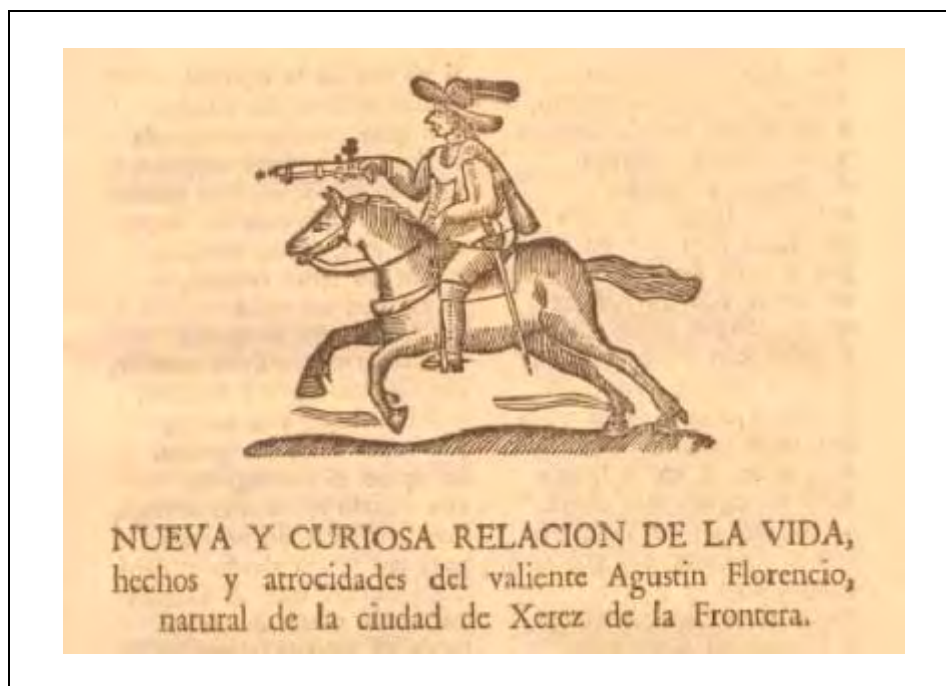 NUEVA Y CURIOSA RELACION DE LA VIDA,
hechos y atrocidades del valiente Agustin Florencio,
natural de la ciudad de Xerez de la Frontera.